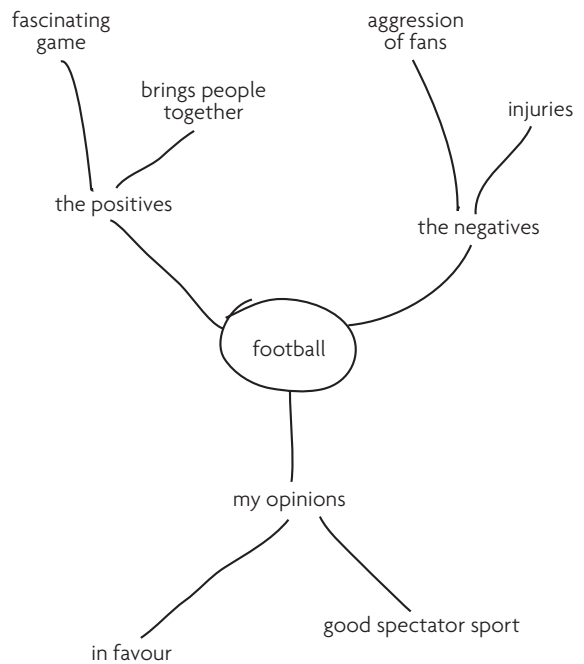 fascinating
game
brings people
together
the positives
aggression
of fans
injuries
the negatives
football
my opinions
in favour
good spectator sport